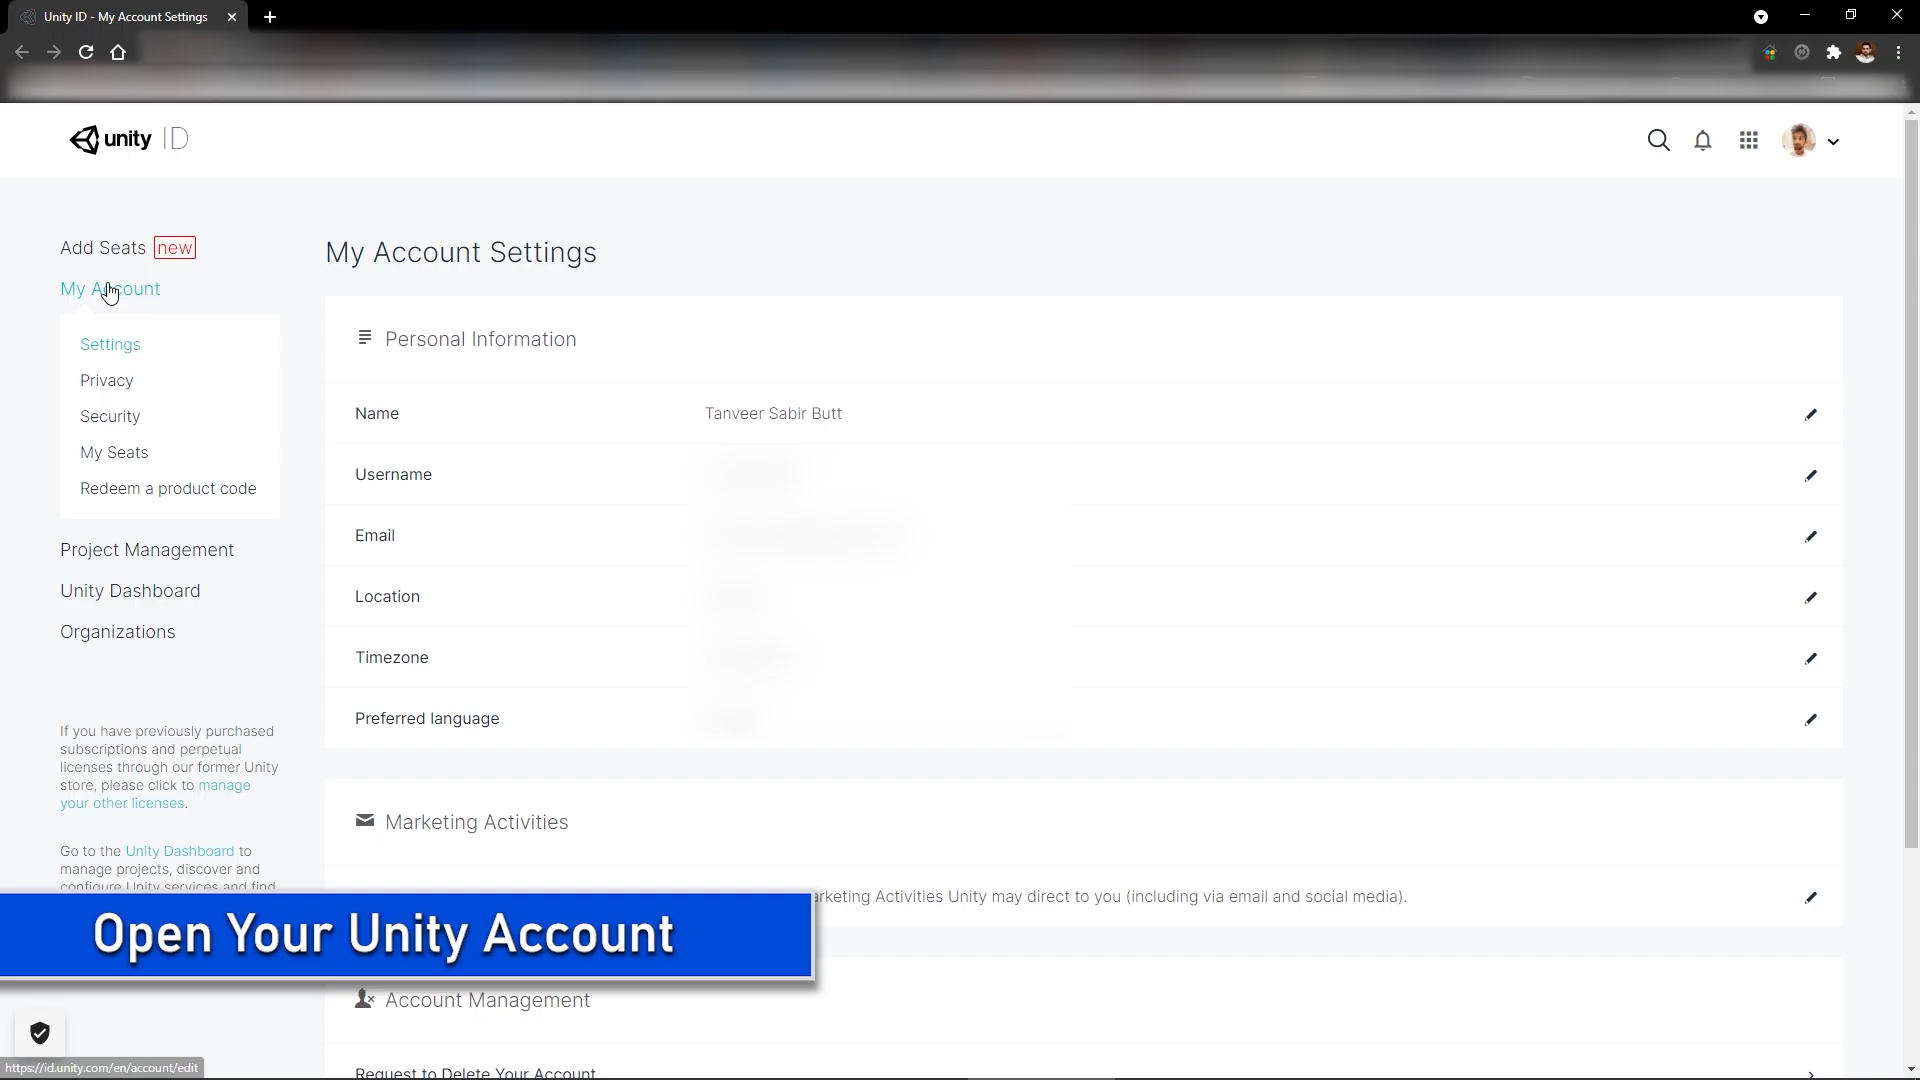 Unity ID - My Account Settings
unity ID
Add Seats new
My Account
Settings
Privacy
Security
My Seats
Redeem a product code
Project Management
Unity Dashboard
Organizations
If you have previously purchased
subscriptions and perpetual
licenses through our former Unity
store, please click to manage
your other licenses.
Go to the Unity Dashboard to
manage projects, discover and
configure Unity services and find
My Account Settings
Personal Information
Name
Tanveer Sabir Butt
Username
Email
Location
Timezone
Preferred language
Marketing Activities
arketing Activities Unity may direct to you (including via email and social media).
Account Management
Request to Delete Your Account
Open Your Unity Account
https://id.unity.com/en/account/edit